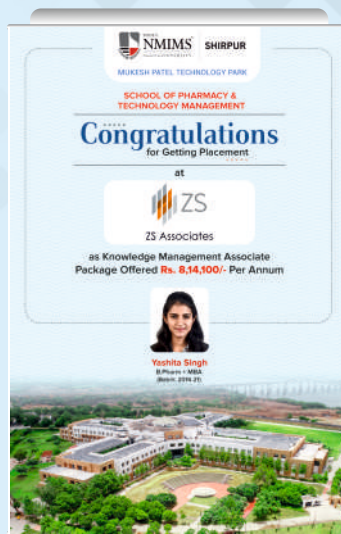 NMIMS
SHIRPUR
MUKESH PATEL TECHNOLOGY PARK
SCHOOL OF PHARMACY &
TECHNOLOGY MANAGEMENT
Congratulations
for Getting Placement
at
ZS
ZS Associates
as Knowledge Management Associate
Package Offered Rs. 8,14,100/- Per Annum
Yashita Singh
B.Pharm + MBA